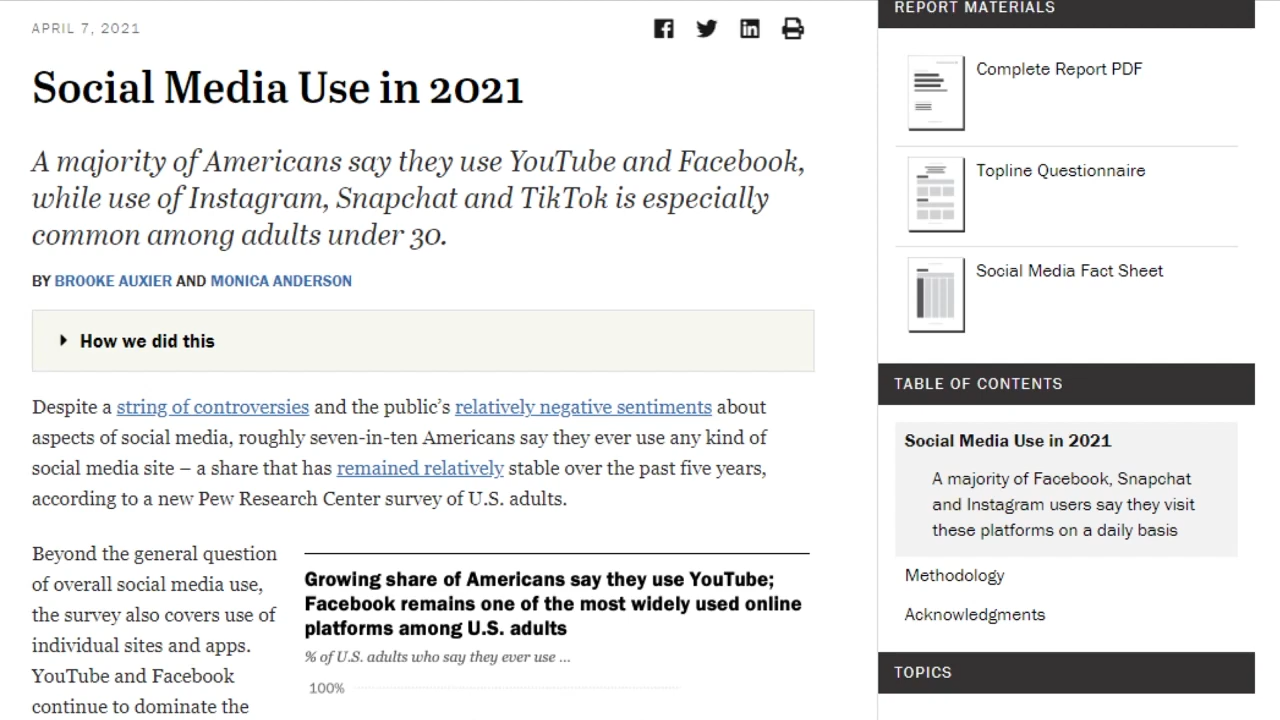 APRIL 7, 2021
Social Media Use in 2021
A majority of Americans say they use YouTube and Facebook,
while use of Instagram, Snapchat and TikTok is especially
common among adults under 30.
BY BROOKE AUXIER AND MONICA ANDERSON
How we did this
Despite a string of controversies and the public’s relatively negative sentiments about
aspects of social media, roughly seven-in-ten Americans say they ever use any kind of
social media site – a share that has remained relatively stable over the past five years,
according to a new Pew Research Center survey of U.S. adults.
Beyond the general question
of overall social media use,
the survey also covers use of
individual sites and apps.
YouTube and Facebook
continue to dominate the
Growing share of Americans say they use YouTube;
Facebook remains one of the most widely used online
platforms among U.S. adults
% of U.S. adults who say they ever use ...
100%
REPORT MATERIALS
Complete Report PDF
Topline Questionnaire
Social Media Fact Sheet
TABLE OF CONTENTS
Social Media Use in 2021
A majority of Facebook, Snapchat
and Instagram users say they visit
these platforms on a daily basis
Methodology
Acknowledgments
TOPICS